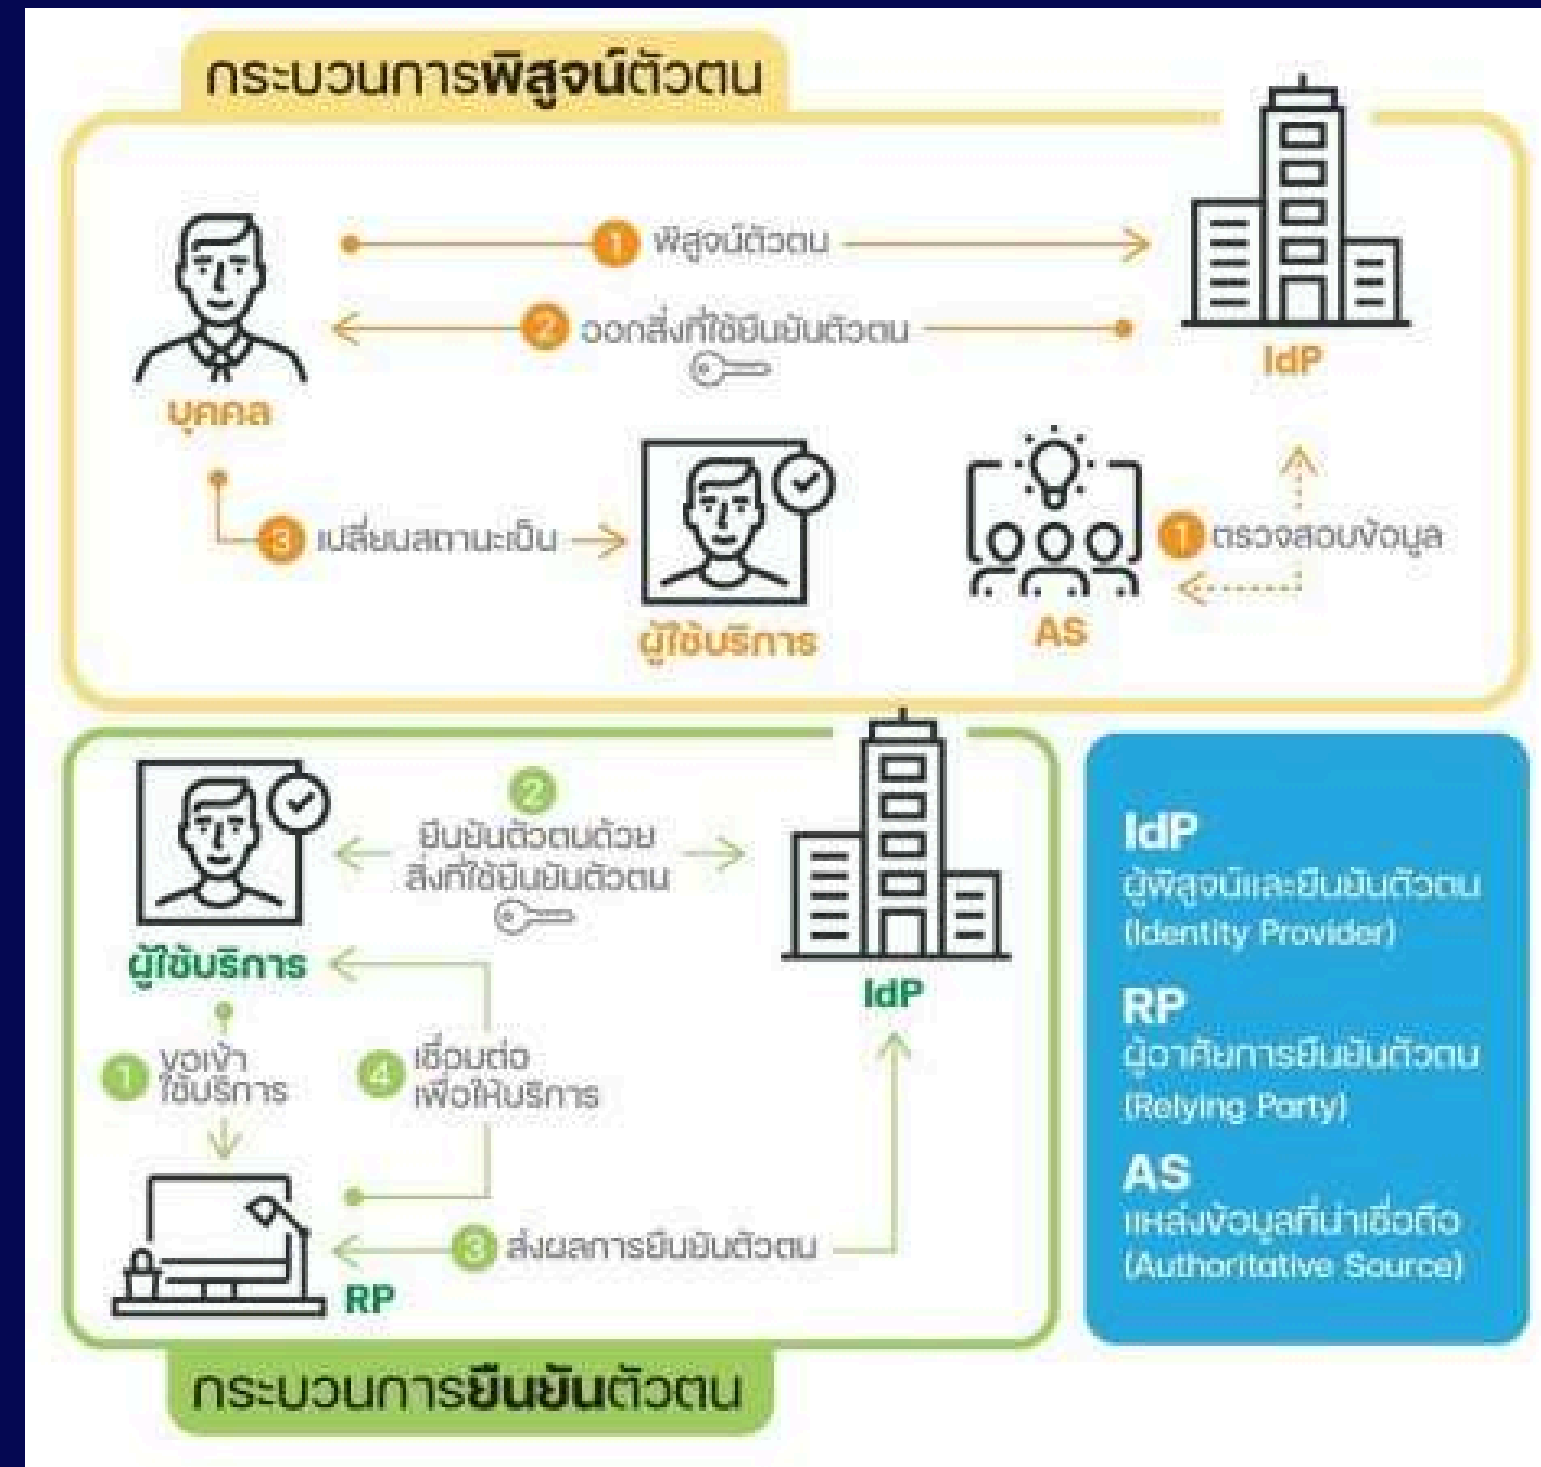 กระบวนการพิสูจน์ตัวตน
1 พิสูจน์ตัวตน
2 ออกสิ่งที่ใช้ยืนยันตัวตน
IdP
บุคคล
3 เปลี่ยนสถานะเป็น
1 ตรวจสอบข้อมูล
ผู้ใช้บริการ
AS
2
ยืนยันตัวตนด้วย
สิ่งที่ใช้ยืนยันตัวตน
ผู้ใช้บริการ
IdP
1 ขอเข้า
ใช้บริการ
4 เชื่อมต่อ
เพื่อให้บริการ
3 ส่งผลการยืนยันตัวตน
RP
กระบวนการยืนยันตัวตน
IdP
ผู้พิสูจน์และยืนยันตัวตน
(Identity Provider)
RP
ผู้อาศัยการยืนยันตัวตน
(Relying Party)
AS
แหล่งข้อมูลที่น่าเชื่อถือ
(Authoritative Source)